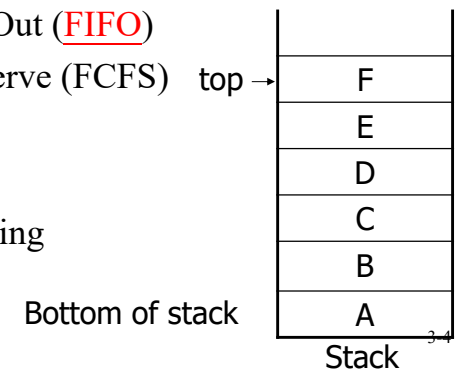 Out (FIFO)
erve (FCFS)
top → F
E
D
C
ing
B
Bottom of stack A
3-4
Stack